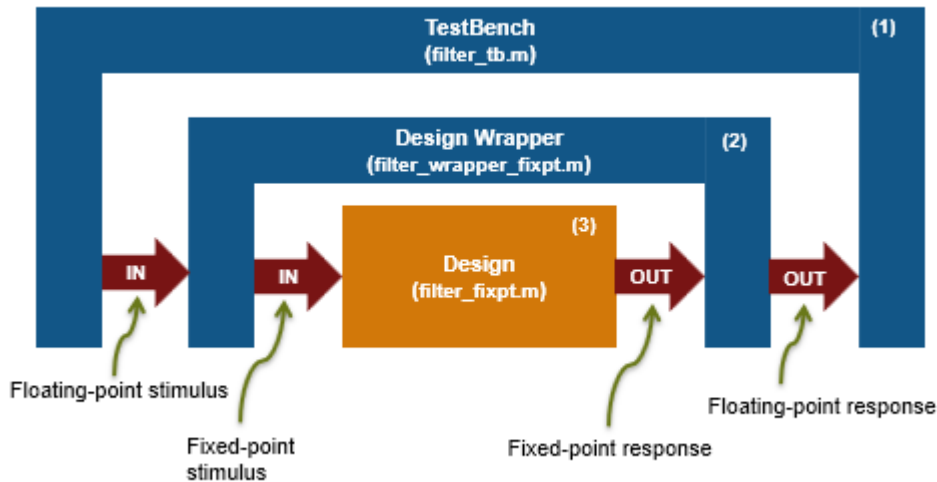 TestBench
(filter_tb.m)
(1)
Design Wrapper
(filter_wrapper_fixpt.m)
(2)
(3)
Design
(filter_fixpt.m)
IN
IN
OUT
OUT
Floating-point stimulus
Fixed-point
stimulus
Fixed-point response
Floating-point response